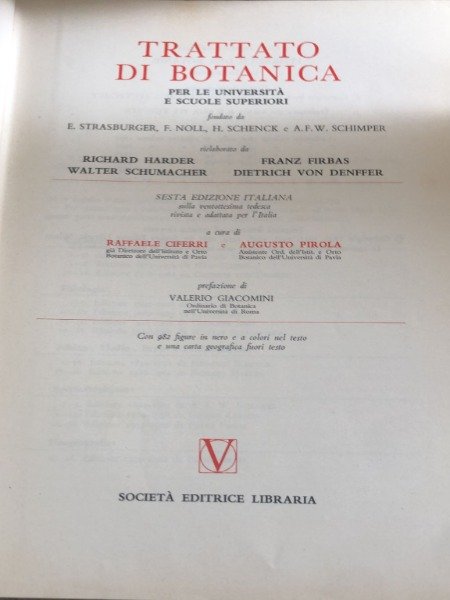 TRATTATO
DI BOTANICA
PER LE UNIVERSITÀ
E SCUOLE SUPERIORI
fondato da
E. STRASBURGER, F. NOLL, H. SCHENCK e A. F. W. SCHIMPER
rielaborato da
RICHARD HARDER FRANZ FIRBAS
WALTER SCHUMACHER DIETRICH VON DENFFER
SESTA EDIZIONE ITALIANA
sulla ventottesima tedesca
rivista e adattata per l'Italia
a cura di
RAFFAELE CIFERRI e AUGUSTO PIROLA
già Direttore dell'Istituto e Orto Assistente Ord. dell'Istit. e Orto
Botanico dell'Università di Pavia Botanico dell'Università di Pavia
prefazione di
VALERIO GIACOMINI
Ordinario di Botanica
nell'Università di Roma
Con 982 figure in nero e a colori nel testo
e una carta geografica fuori testo
V
SOCIETÀ EDITRICE LIBRARIA